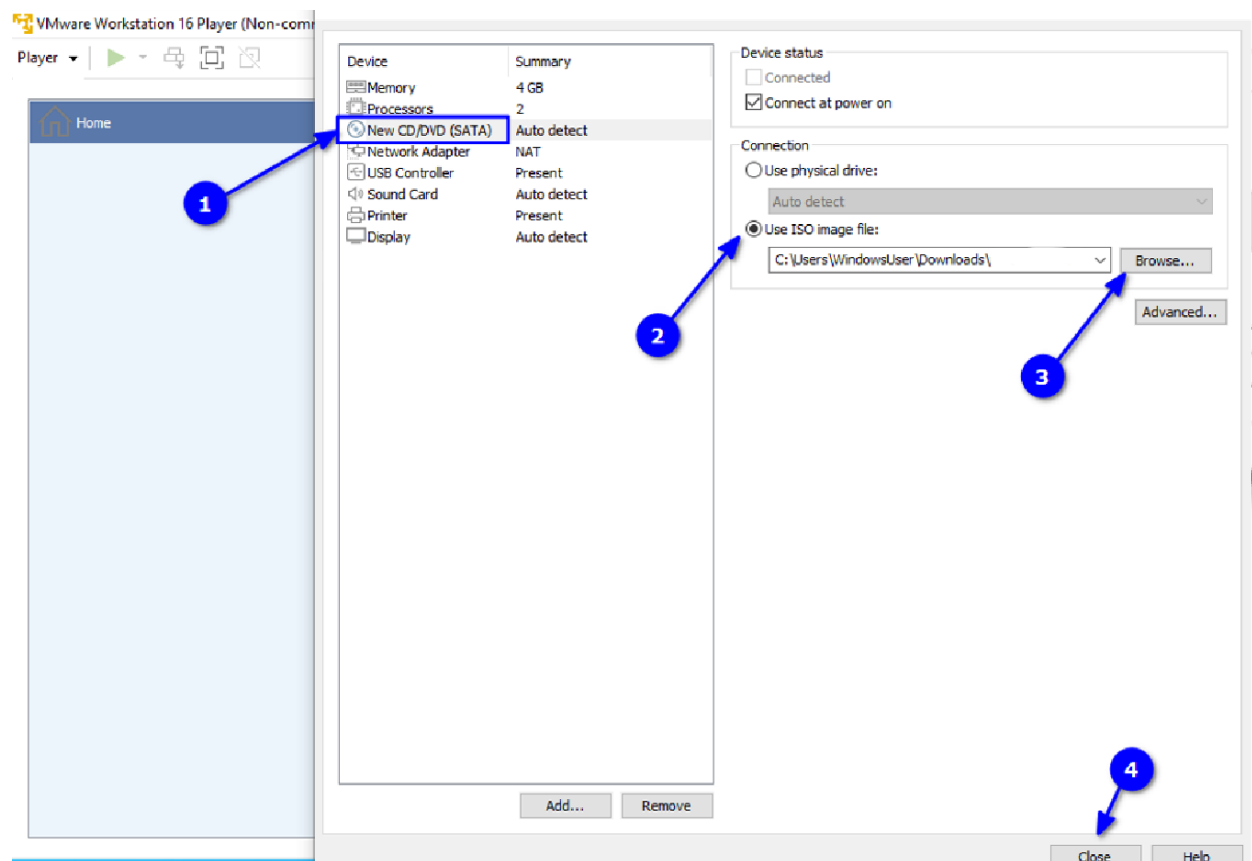 VMware Workstation 16 Player (Non-comm
Player
Home
Device Summary
Memory 4 GB
Processors 2
New CD/DVD (SATA) Auto detect
Network Adapter NAT
USB Controller Present
Sound Card Auto detect
Printer Present
Display Auto detect
Add... Remove
Device status
Connected
Connect at power on
Connection
Use physical drive:
Auto detect
Use ISO image file:
C:\Users\WindowsUser\Downloads\ Browse...
Advanced...
1
2
3
4
Close Help